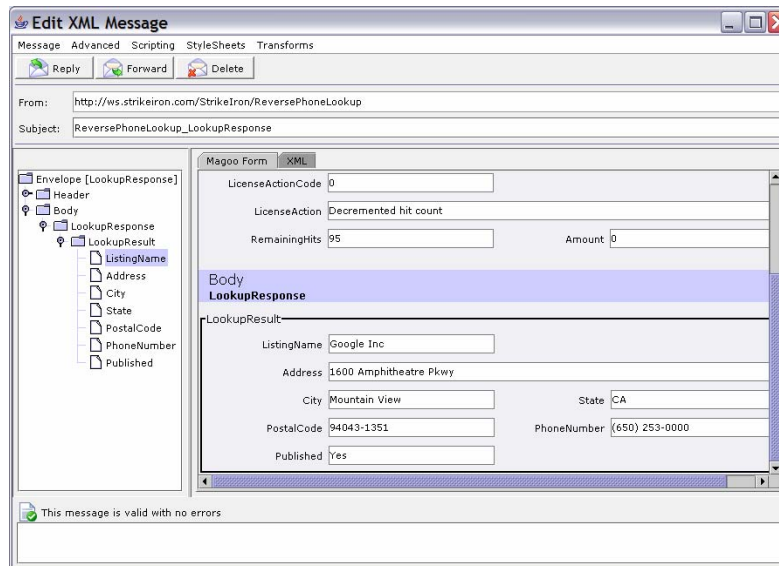 Edit XML Message
Message Advanced Scripting StyleSheets Transforms
Reply Forward Delete
From: http://ws.strikeiron.com/StrikeIron/ReversePhoneLookup
Subject: ReversePhoneLookup_LookupResponse
Envelope [LookupResponse]
Header
Body
LookupResponse
LookupResult
ListingName
Address
City
State
PostalCode
PhoneNumber
Published
Magoo Form XML
LicenseActionCode 0
LicenseAction Decremented hit count
RemainingHits 95 Amount 0
Body
LookupResponse
LookupResult
ListingName Google Inc
Address 1600 Amphitheatre Pkwy
City Mountain View State CA
PostalCode 94043-1351 PhoneNumber (650) 253-0000
Published Yes
This message is valid with no errors